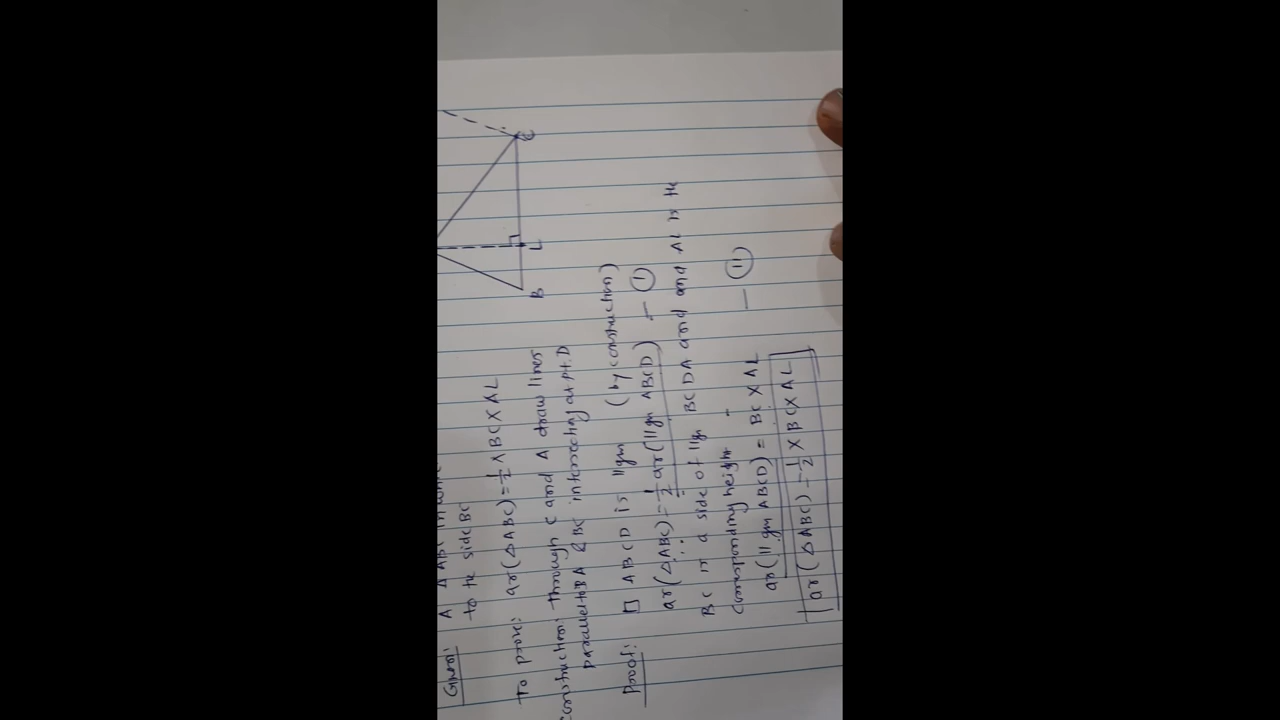 C
L
B
Given: A Δ ABC in
to the side BC
To prove: ar(ΔABC) = 1/2 X BC X AL
Construction: Through C and A draw lines
parallel to BA & BC intersecting at pt. D
Proof: □ ABCD is ||gm (by construction)
ar(ΔABC) = 1/2 ar(||gm ABCD) — (i)
BC is a side of ||gm BCDA and and AL is the
corresponding height -
ar(||gm ABCD) = BC X AL — (ii)
ar(ΔABC) = 1/2 X BC X AL